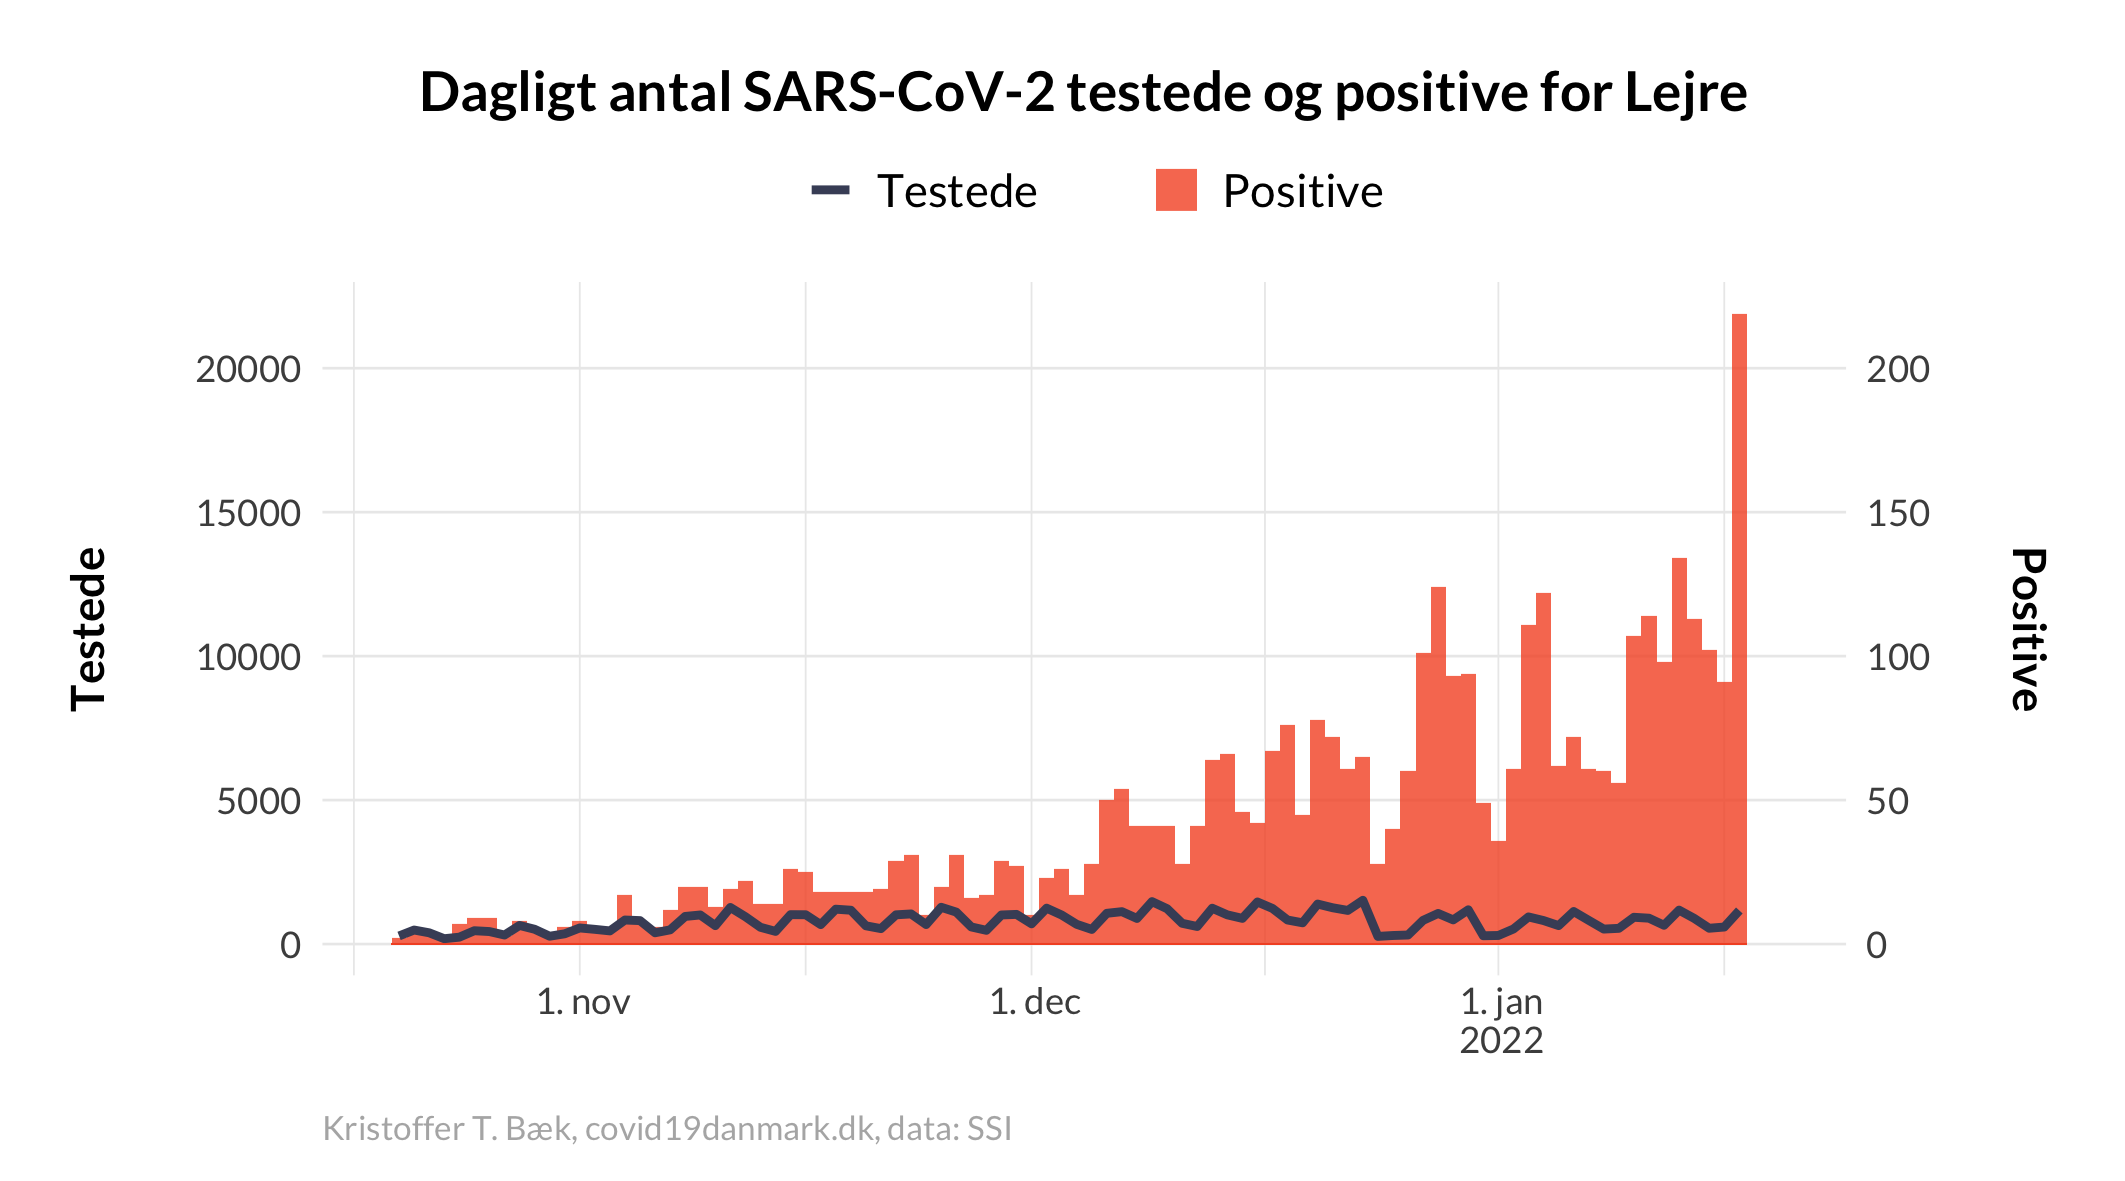 Dagligt antal SARS-CoV-2 testede og positive for Lejre
Testede
Positive
20000
15000
10000
5000
0
Testede
200
150
100
50
0
Positive
1. nov
1. dec
1. jan
2022
Kristoffer T. Bæk, covid19danmark.dk, data: SSI